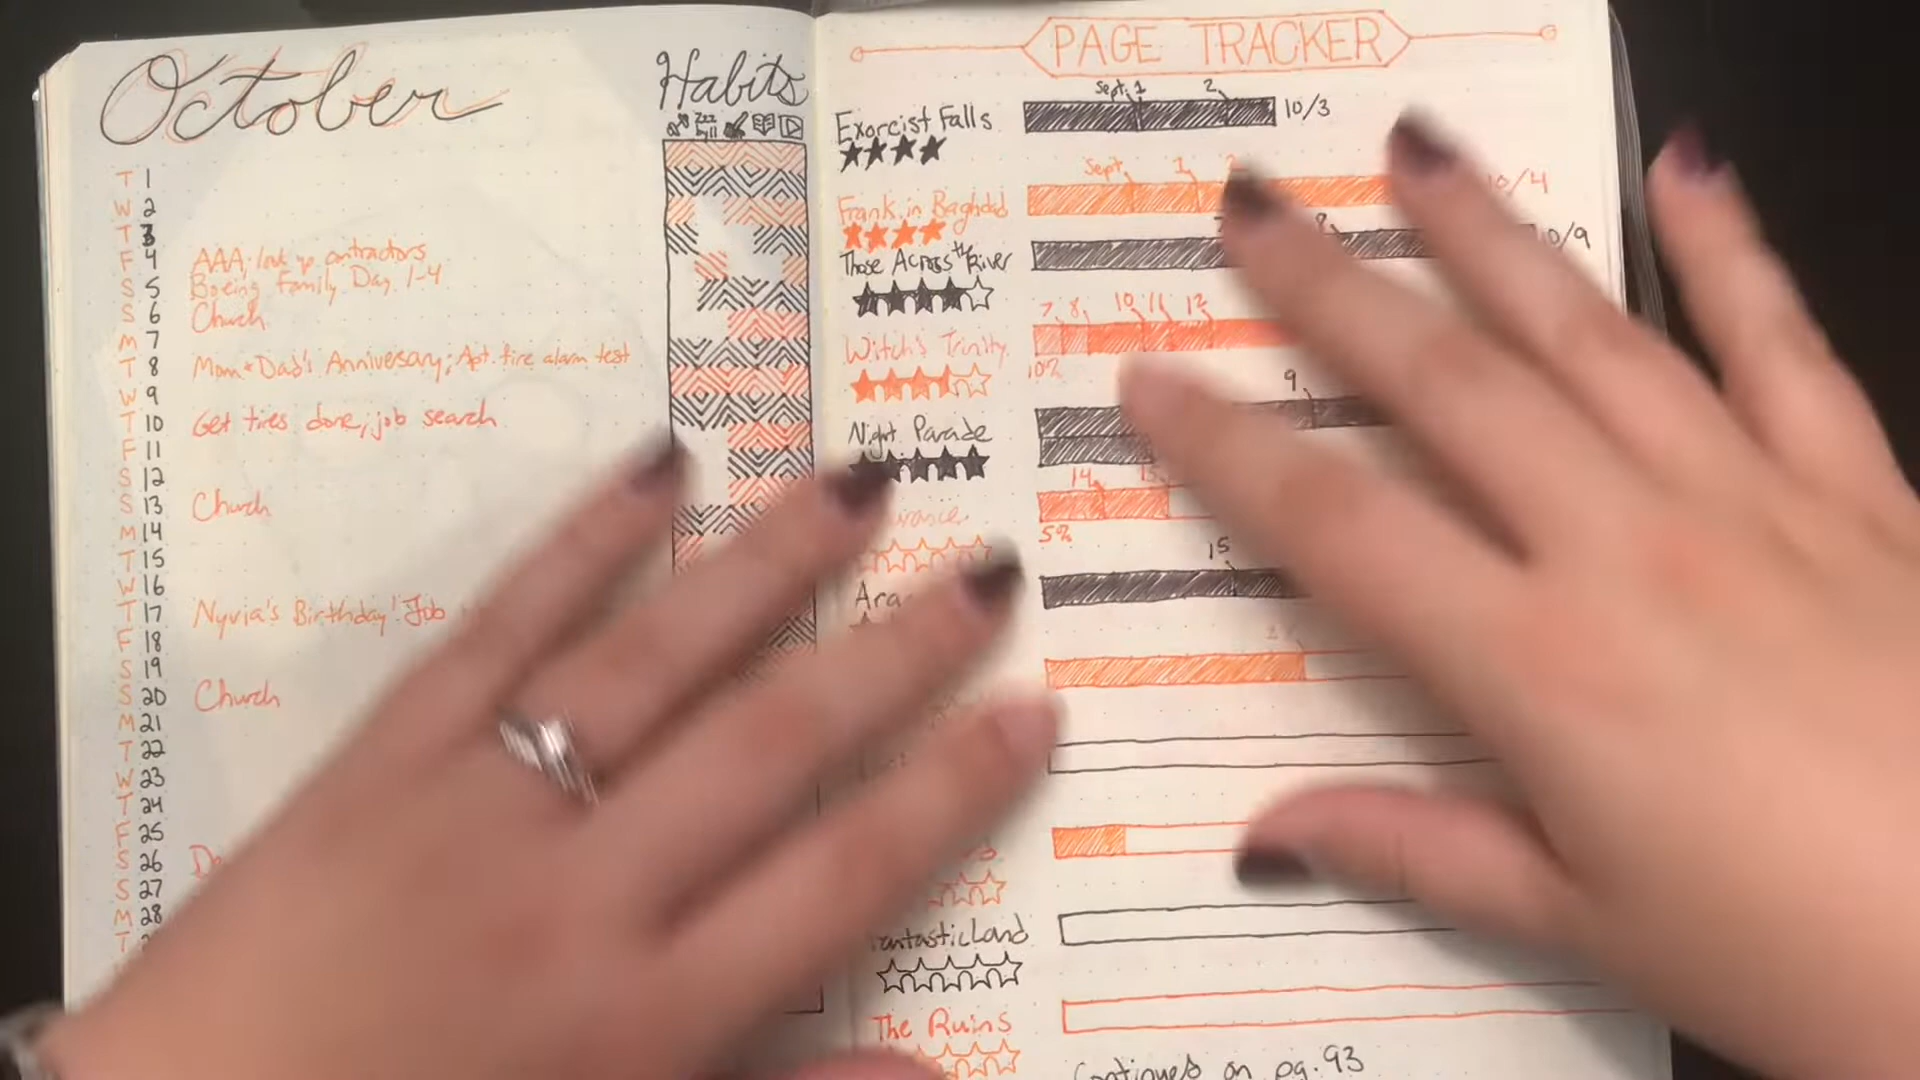 October
T 1
W 2
T 3
F 4 AAA; look up contractors
S 5 Boeing Family Day 1-4
S 6 Church
M 7
T 8 Mom & Dad's Anniversary; Apt. fire alarm test
W 9
T 10 Get tires done; job search
F 11
S 12
S 13 Church
M 14
T 15
W 16
T 17 Nyvia's Birthday! Job
F 18
S 19
S 20 Church
M 21
T 22
W 23
T 24
F 25
S 26
S 27
M 28
T
Habits
PAGE TRACKER
Exorcist Falls Sept. 1 2 10/3
Frank. in Baghdad Sept. 1 10/4
Those Across the River 8 10/9
Witch's Trinity 7 8 10 11 12
10%
Night Parade 9
14
5%
15
FantasticLand
The Ruins
Continued on pg. 93